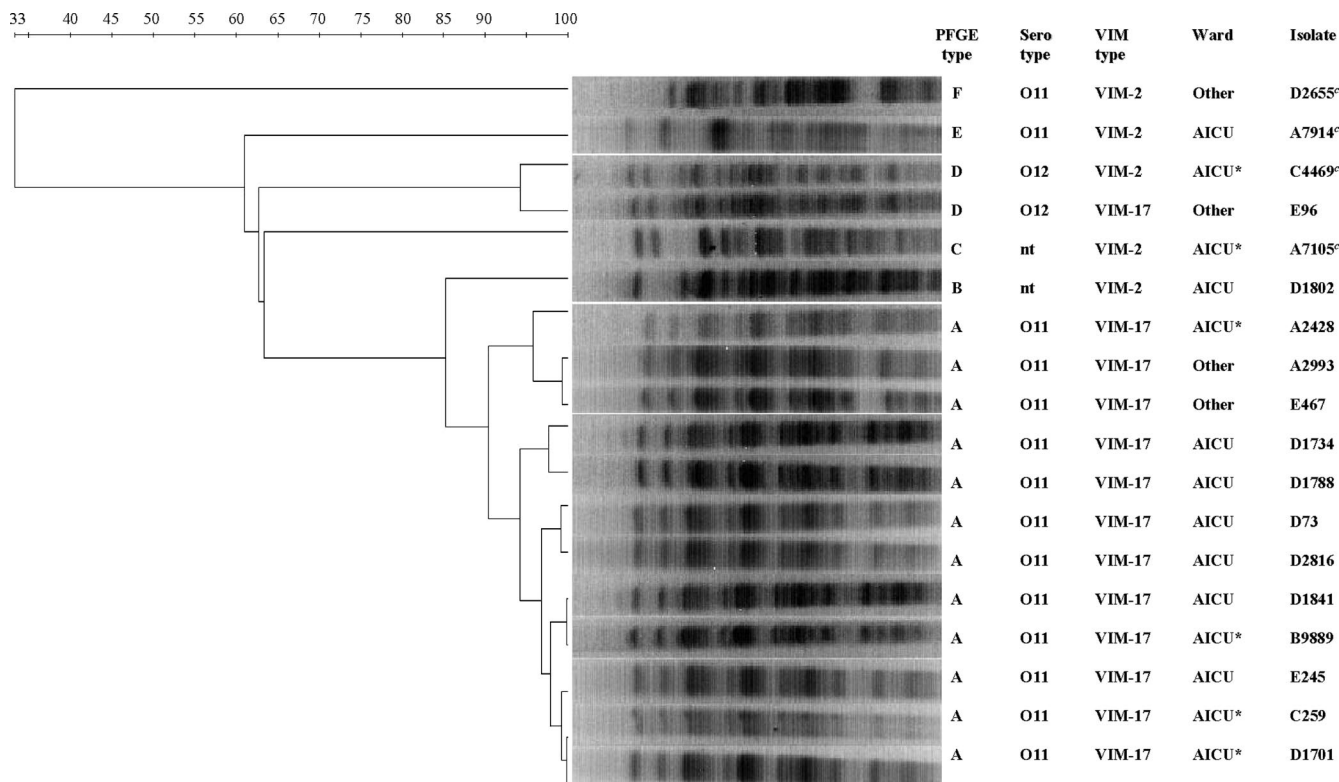 33 40 45 50 55 60 65 70 75 80 85 90 95 100
PFGE type Sero type VIM type Ward Isolate
F O11 VIM-2 Other D2655c
E O11 VIM-2 AICU A7914c
D O12 VIM-2 AICU* C4469c
D O12 VIM-17 Other E96
C nt VIM-2 AICU* A7105c
B nt VIM-2 AICU D1802
A O11 VIM-17 AICU* A2428
A O11 VIM-17 Other A2993
A O11 VIM-17 Other E467
A O11 VIM-17 AICU D1734
A O11 VIM-17 AICU D1788
A O11 VIM-17 AICU D73
A O11 VIM-17 AICU D2816
A O11 VIM-17 AICU D1841
A O11 VIM-17 AICU* B9889
A O11 VIM-17 AICU E245
A O11 VIM-17 AICU* C259
A O11 VIM-17 AICU* D1701